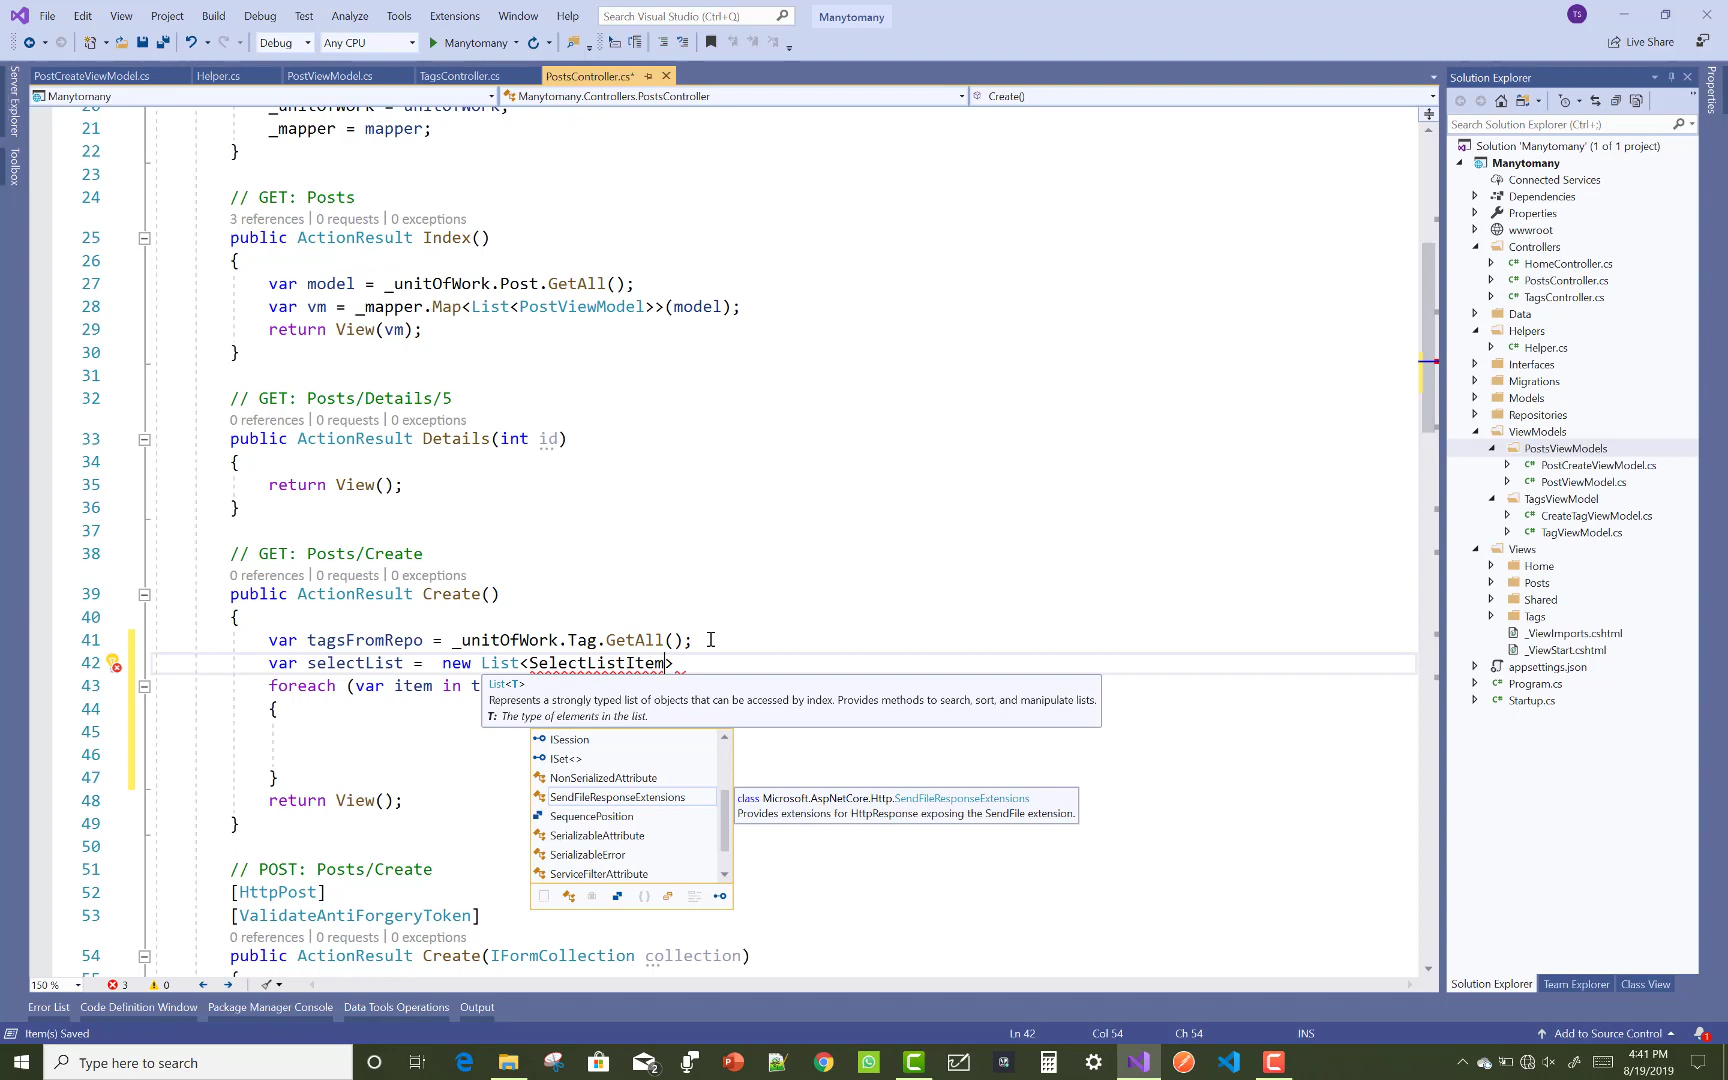 File Edit View Project Build Debug Test Analyze Tools Extensions Window Help Search Visual Studio (Ctrl+Q) Manytomany TS
Debug Any CPU Manytomany Live Share
PostCreateViewModel.cs Helper.cs PostViewModel.cs TagsController.cs PostsController.cs*
Manytomany Manytomany.Controllers.PostsController Create()
Server Explorer
Toolbox
21 _mapper = mapper;
22 }
23
24 // GET: Posts
3 references | 0 requests | 0 exceptions
25 public ActionResult Index()
26 {
27 var model = _unitOfWork.Post.GetAll();
28 var vm = _mapper.Map<List<PostViewModel>>(model);
29 return View(vm);
30 }
31
32 // GET: Posts/Details/5
0 references | 0 requests | 0 exceptions
33 public ActionResult Details(int id)
34 {
35 return View();
36 }
37
38 // GET: Posts/Create
0 references | 0 requests | 0 exceptions
39 public ActionResult Create()
40 {
41 var tagsFromRepo = _unitOfWork.Tag.GetAll();
42 var selectList = new List<SelectListItem>
43 foreach (var item in t
List<T>
Represents a strongly typed list of objects that can be accessed by index. Provides methods to search, sort, and manipulate lists.
T: The type of elements in the list.
44 {
45
46
47 }
48 return View();
49 }
50
ISession
ISet<>
NonSerializedAttribute
SendFileResponseExtensions
SequencePosition
SerializableAttribute
SerializableError
ServiceFilterAttribute
class Microsoft.AspNetCore.Http.SendFileResponseExtensions
Provides extensions for HttpResponse exposing the SendFile extension.
51 // POST: Posts/Create
52 [HttpPost]
53 [ValidateAntiForgeryToken]
0 references | 0 requests | 0 exceptions
54 public ActionResult Create(IFormCollection collection)
150 % 3 0
Error List Code Definition Window Package Manager Console Data Tools Operations Output
Item(s) Saved Ln 42 Col 54 Ch 54 INS Add to Source Control 1
Solution Explorer
Properties
Search Solution Explorer (Ctrl+;)
Solution 'Manytomany' (1 of 1 project)
Manytomany
Connected Services
Dependencies
Properties
wwwroot
Controllers
C# HomeController.cs
C# PostsController.cs
C# TagsController.cs
Data
Helpers
C# Helper.cs
Interfaces
Migrations
Models
Repositories
ViewModels
PostsViewModels
C# PostCreateViewModel.cs
C# PostViewModel.cs
TagsViewModel
C# CreateTagViewModel.cs
C# TagViewModel.cs
Views
Home
Posts
Shared
Tags
_ViewImports.cshtml
_ViewStart.cshtml
appsettings.json
C# Program.cs
C# Startup.cs
Solution Explorer Team Explorer Class View
Type here to search
2
4:41 PM
8/19/2019